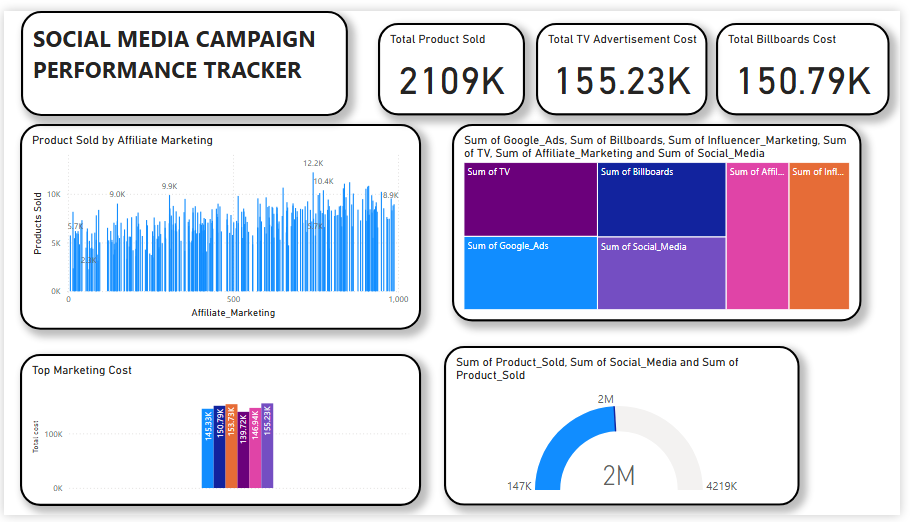 SOCIAL MEDIA CAMPAIGN
PERFORMANCE TRACKER
Total Product Sold
2109K
Total TV Advertisement Cost
155.23K
Total Billboards Cost
150.79K
Product Sold by Affiliate Marketing
Products Sold
10K
5K
0K
5.7K
9.0K
9.9K
12.2K
10.4K
8.9K
0
500
1,000
Affiliate_Marketing
Sum of Google_Ads, Sum of Billboards, Sum of Influencer_Marketing, Sum
of TV, Sum of Affiliate_Marketing and Sum of Social_Media
Sum of TV
Sum of Billboards
Sum of Affil...
Sum of Infl...
Sum of Google_Ads
Sum of Social_Media
Top Marketing Cost
Total cost
100K
0K
145.33K
150.79K
153.73K
139.72K
146.94K
155.23K
Sum of Product_Sold, Sum of Social_Media and Sum of
Product_Sold
2M
2M
147K
4219K